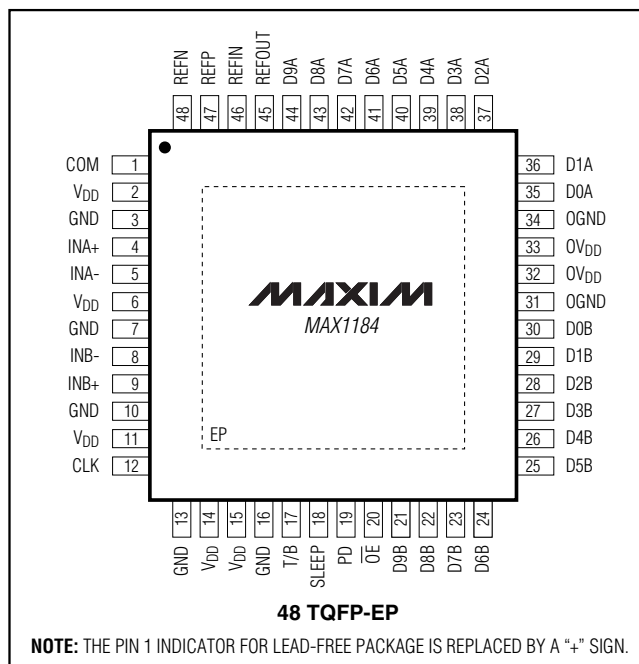 REFN REFP REFIN REFOUT D9A D8A D7A D6A D5A D4A D3A D2A
48 47 46 45 44 43 42 41 40 39 38 37
COM 1
VDD 2
GND 3
INA+ 4
INA- 5
VDD 6
GND 7
INB- 8
INB+ 9
GND 10
VDD 11
CLK 12
MAXIM
MAX1184
EP
36 D1A
35 D0A
34 OGND
33 OVDD
32 OVDD
31 OGND
30 D0B
29 D1B
28 D2B
27 D3B
26 D4B
25 D5B
13 14 15 16 17 18 19 20 21 22 23 24
GND VDD VDD GND T/B SLEEP PD O̅E̅ D9B D8B D7B D6B
48 TQFP-EP
NOTE: THE PIN 1 INDICATOR FOR LEAD-FREE PACKAGE IS REPLACED BY A “+” SIGN.